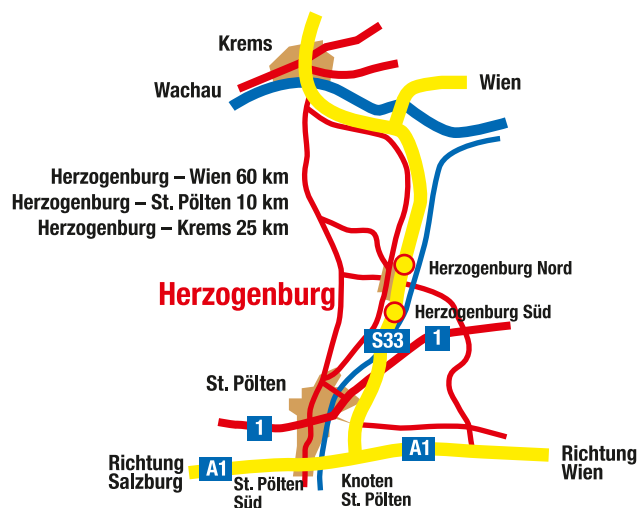 Krems
Wachau
Wien
Herzogenburg – Wien 60 km
Herzogenburg – St. Pölten 10 km
Herzogenburg – Krems 25 km
Herzogenburg Nord
Herzogenburg
Herzogenburg Süd
S33
1
St. Pölten
1
A1
Richtung
Salzburg
A1
St. Pölten
Süd
Knoten
St. Pölten
Richtung
Wien